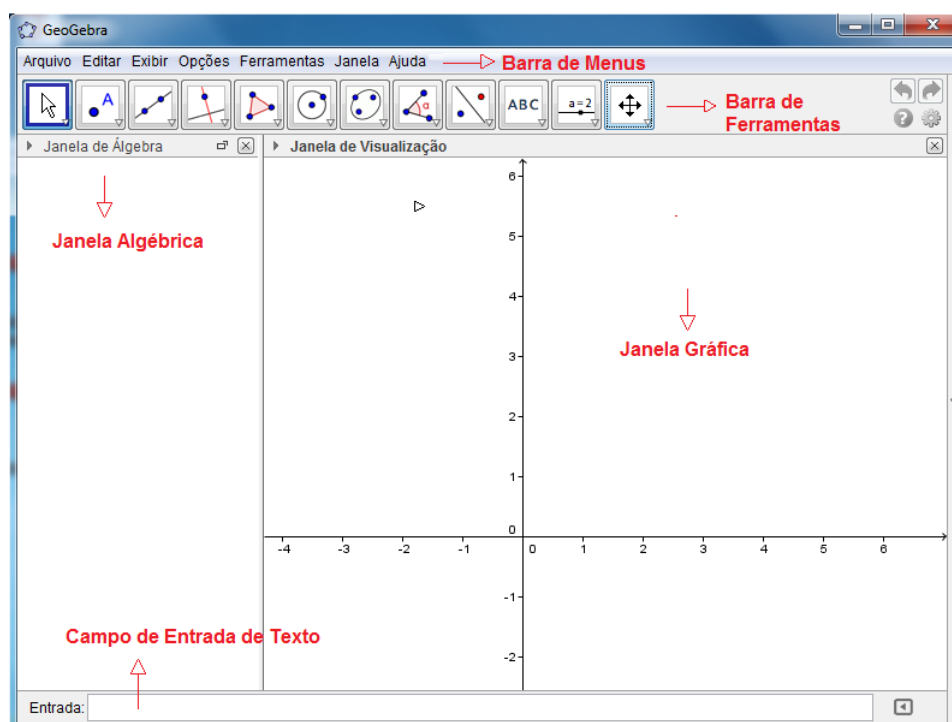 GeoGebra
Arquivo Editar Exibir Opções Ferramentas Janela Ajuda
Barra de Menus
A
α
ABC
a=2
Barra de
Ferramentas
Janela de Álgebra
Janela de Visualização
Janela Algébrica
Janela Gráfica
6
5
4
3
2
1
0
-4 -3 -2 -1 0 1 2 3 4 5 6
-1
-2
Campo de Entrada de Texto
Entrada: